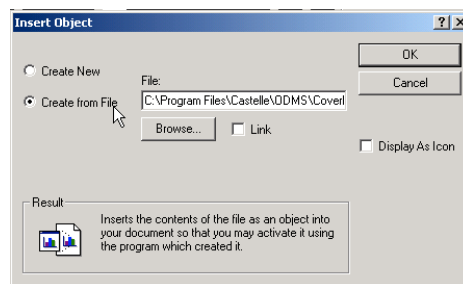 Insert Object
OK
Create New
File:
Cancel
Create from File
C:\Program Files\Castelle\ODMS\Coverl
Browse...
Link
Display As Icon
Result
Inserts the contents of the file as an object into
your document so that you may activate it using
the program which created it.